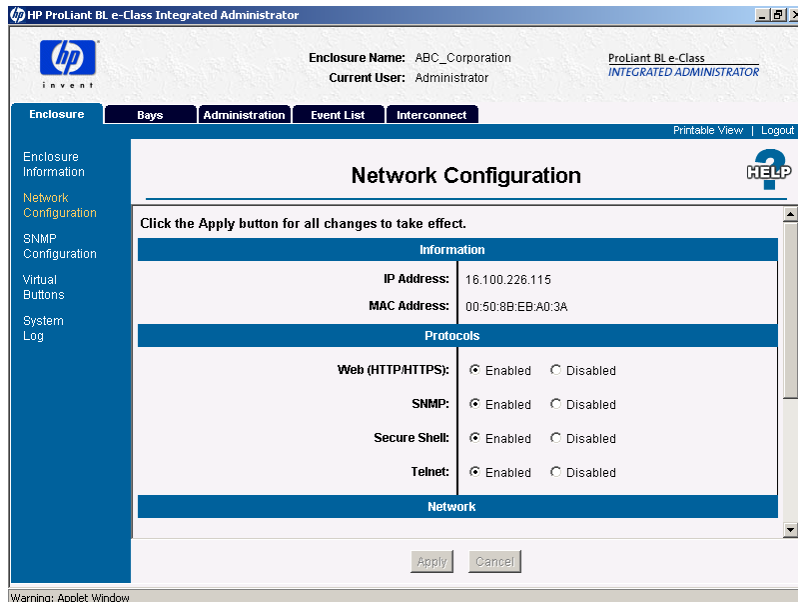 HP ProLiant BL e-Class Integrated Administrator
hp
invent
Enclosure Name: ABC_Corporation
Current User: Administrator
ProLiant BL e-Class
INTEGRATED ADMINISTRATOR
Enclosure Bays Administration Event List Interconnect
Printable View | Logout
Enclosure
Information
Network
Configuration
SNMP
Configuration
Virtual
Buttons
System
Log
Network Configuration
HELP
Click the Apply button for all changes to take effect.
Information
IP Address: 16.100.226.115
MAC Address: 00:50:8B:EB:A0:3A
Protocols
Web (HTTP/HTTPS): Enabled Disabled
SNMP: Enabled Disabled
Secure Shell: Enabled Disabled
Telnet: Enabled Disabled
Network
Apply Cancel
Warning: Applet Window